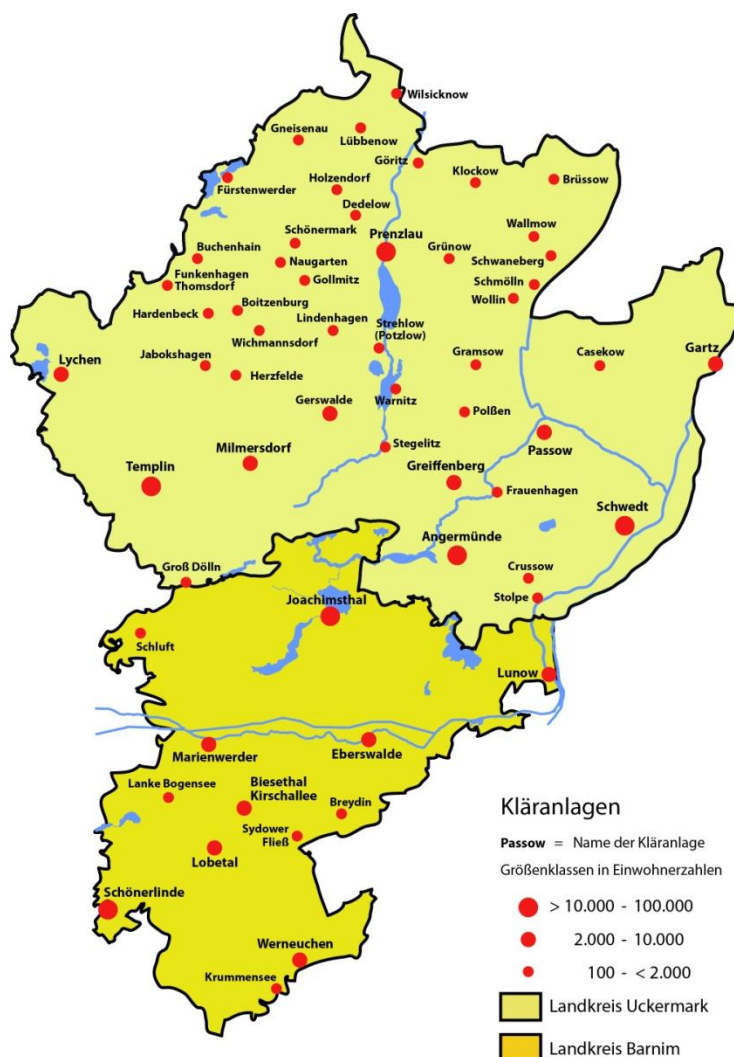 Wilsicknow
Gneisenau
Lübbenow
Göritz
Klockow
Brüssow
Fürstenwerder
Holzendorf
Dedelow
Wallmow
Schönermark
Prenzlau
Grünow
Schwaneberg
Buchenhain
Naugarten
Funkenhagen
Thomsdorf
Gollmitz
Schmölln
Wollin
Boitzenburg
Hardenbeck
Lindenhagen
Strehlow
(Potzlow)
Wichmannsdorf
Lychen
Jabokshagen
Herzfelde
Gramsow
Casekow
Gartz
Warnitz
Gerswalde
Polßen
Passow
Stegelitz
Milmersdorf
Templin
Greiffenberg
Frauenhagen
Schwedt
Angermünde
Groß Dölln
Crussow
Stolpe
Joachimsthal
Schluft
Lunow
Marienwerder
Eberswalde
Lanke Bogensee
Biesethal
Kirschallee
Breydin
Sydower
Fließ
Lobetal
Schönerlinde
Werneuchen
Krummensee
Kläranlagen
Passow = Name der Kläranlage
Größenklassen in Einwohnerzahlen
> 10.000 - 100.000
2.000 - 10.000
100 - < 2.000
Landkreis Uckermark
Landkreis Barnim